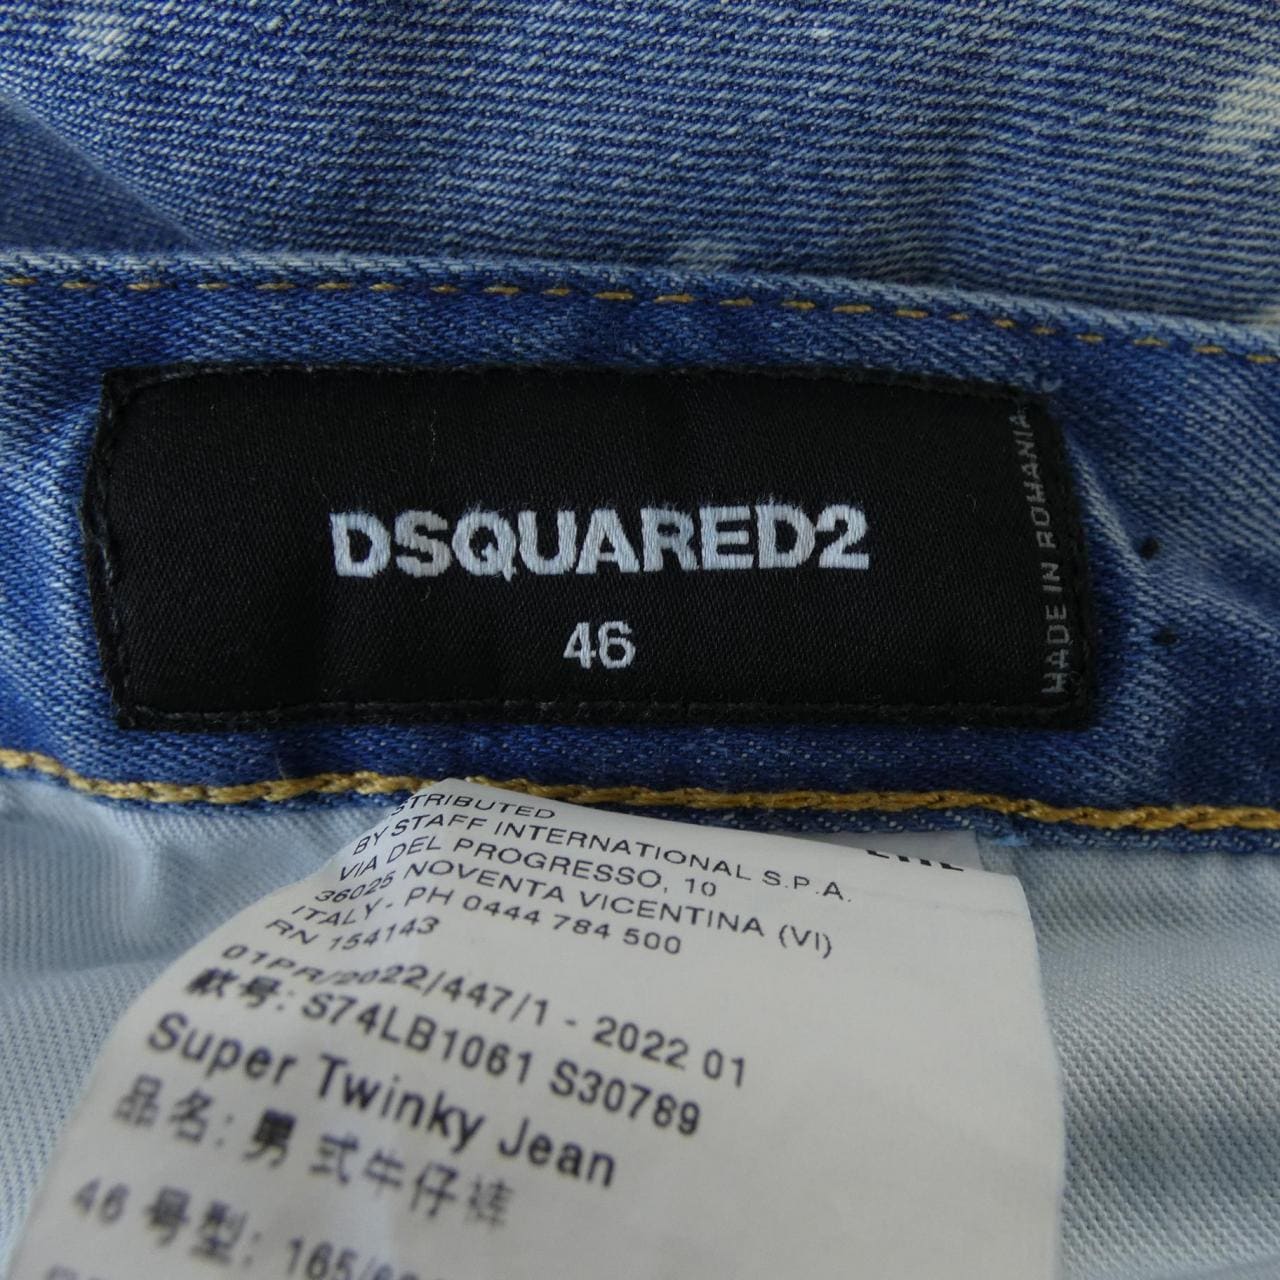 DSQUARED2
46
MADE IN ROMANIA
DISTRIBUTED
BY STAFF INTERNATIONAL S.P.A.
VIA DEL PROGRESSO, 10
36025 NOVENTA VICENTINA (VI)
ITALY - PH 0444 784 500
RN 154143
01PR/2022/447/1 - 2022 01
款号: S74LB1061 S30789
Super Twinky Jean
品名: 男式牛仔裤
46 号型: